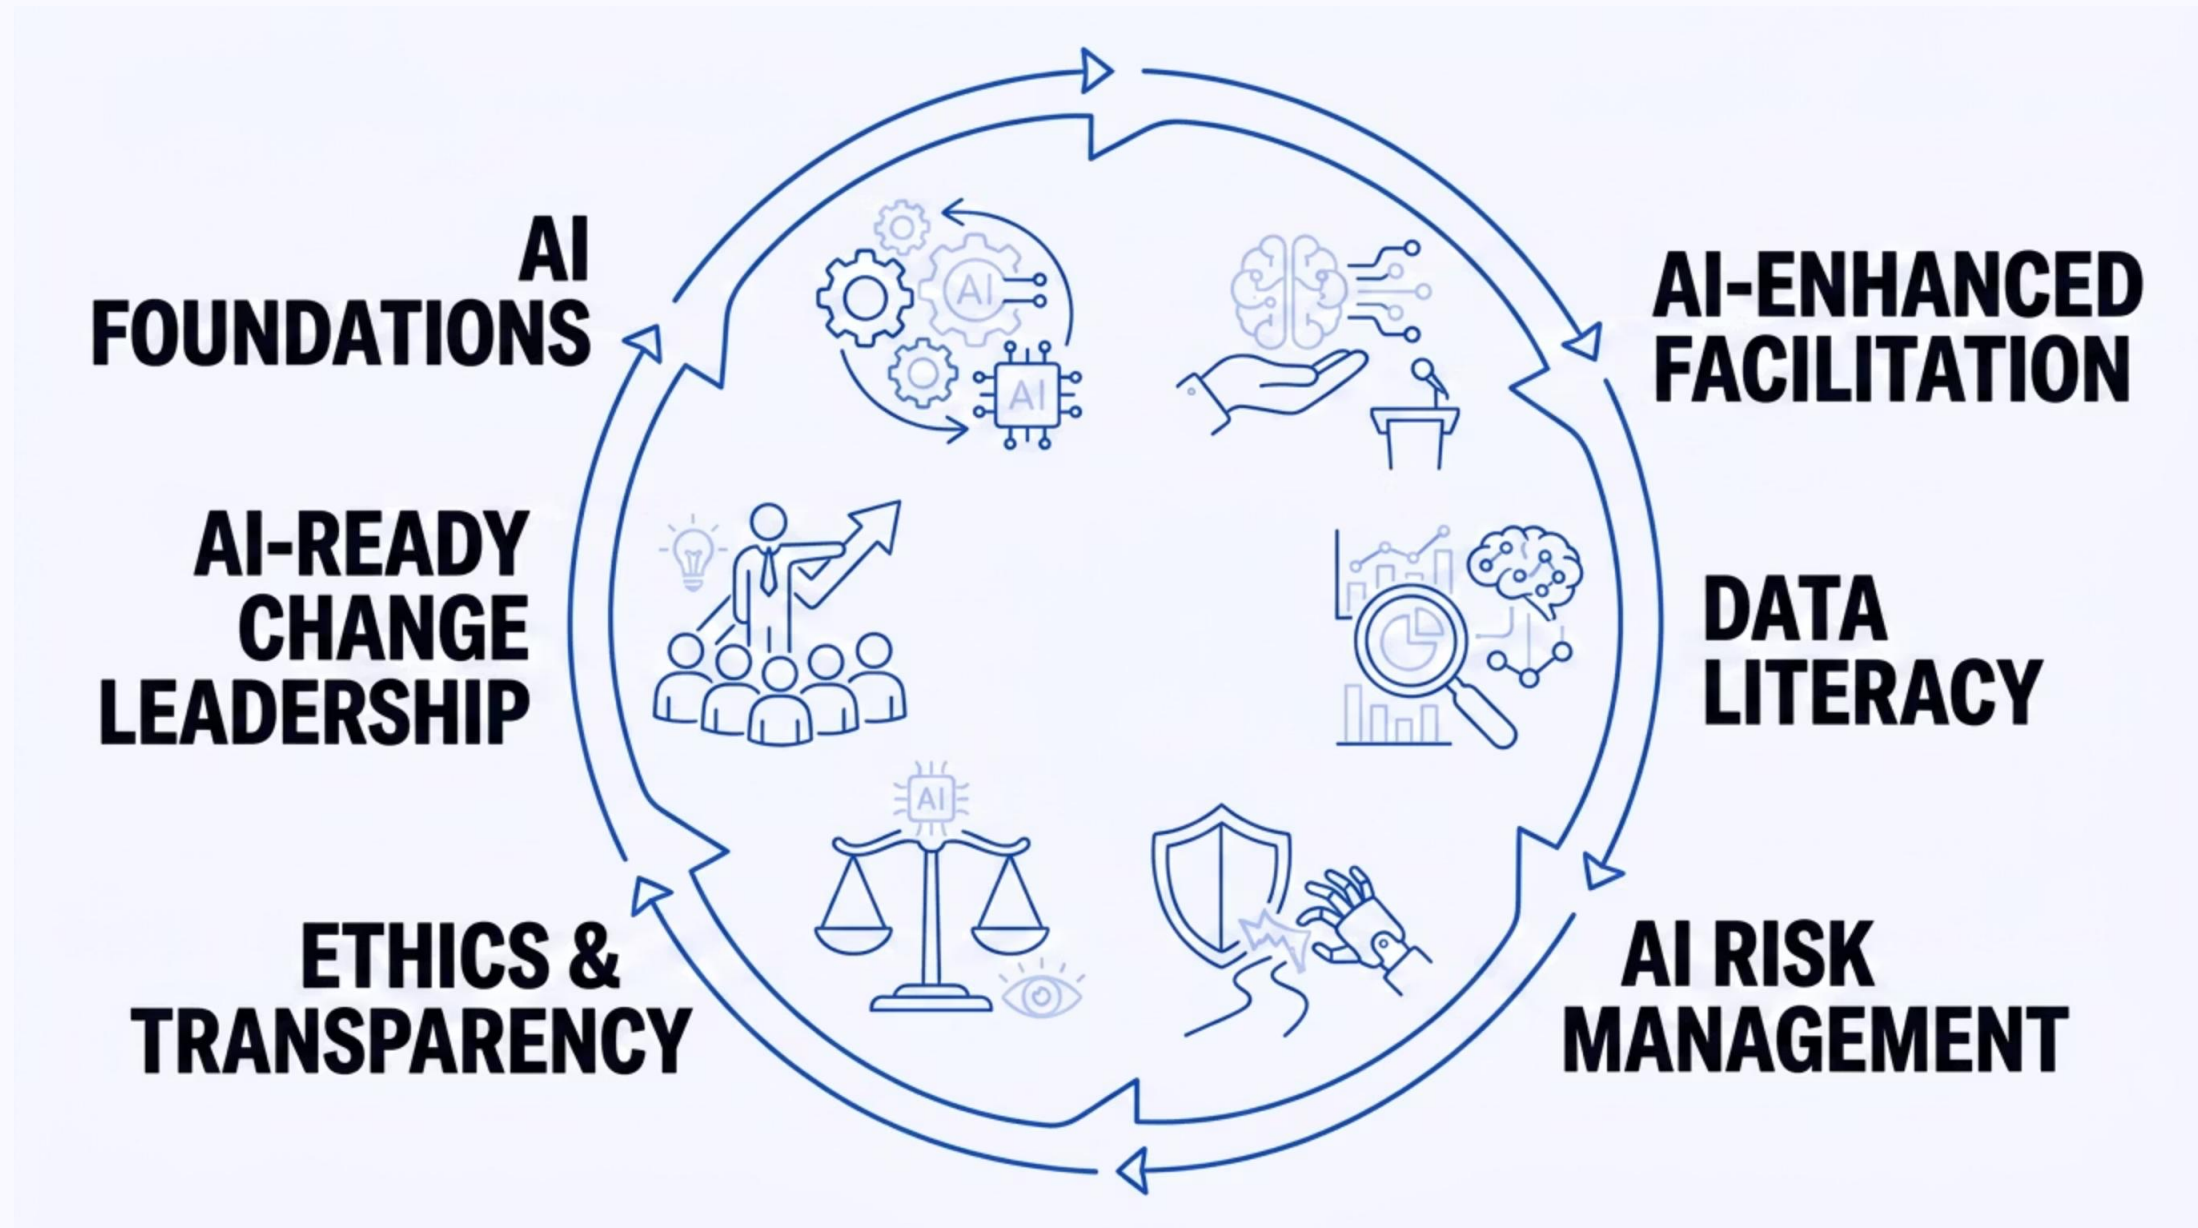 AI
FOUNDATIONS
AI-ENHANCED
FACILITATION
AI
AI
AI-READY
CHANGE
LEADERSHIP
DATA
LITERACY
AI
ETHICS &
TRANSPARENCY
AI RISK
MANAGEMENT